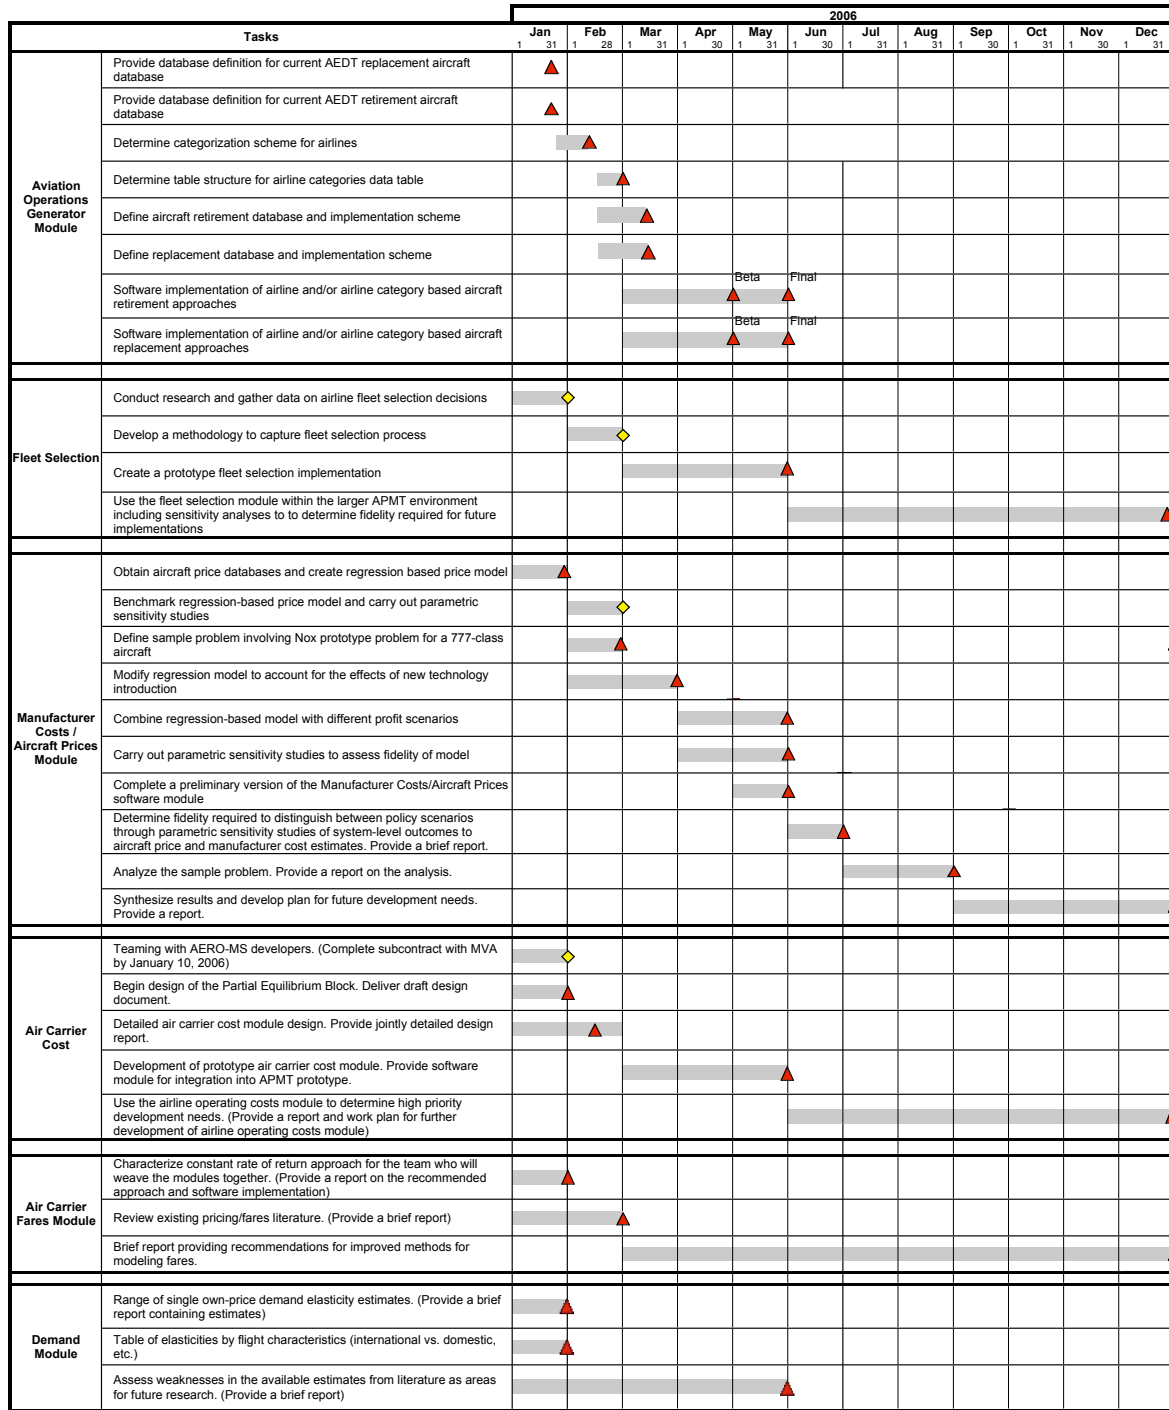 2006
Tasks
Jan Feb Mar Apr May Jun Jul Aug Sep Oct Nov Dec
1 31 1 28 1 31 1 30 1 31 1 30 1 31 1 31 1 30 1 31 1 30 1 31
Aviation
Operations
Generator
Module
Provide database definition for current AEDT replacement aircraft
database
Provide database definition for current AEDT retirement aircraft
database
Determine categorization scheme for airlines
Determine table structure for airline categories data table
Define aircraft retirement database and implementation scheme
Define replacement database and implementation scheme
Software implementation of airline and/or airline category based aircraft
retirement approaches
Beta Final
Software implementation of airline and/or airline category based aircraft
replacement approaches
Beta Final
Fleet Selection
Conduct research and gather data on airline fleet selection decisions
Develop a methodology to capture fleet selection process
Create a prototype fleet selection implementation
Use the fleet selection module within the larger APMT environment
including sensitivity analyses to to determine fidelity required for future
implementations
Manufacturer
Costs /
Aircraft Prices
Module
Obtain aircraft price databases and create regression based price model
Benchmark regression-based price model and carry out parametric
sensitivity studies
Define sample problem involving Nox prototype problem for a 777-class
aircraft
Modify regression model to account for the effects of new technology
introduction
Combine regression-based model with different profit scenarios
Carry out parametric sensitivity studies to assess fidelity of model
Complete a preliminary version of the Manufacturer Costs/Aircraft Prices
software module
Determine fidelity required to distinguish between policy scenarios
through parametric sensitivity studies of system-level outcomes to
aircraft price and manufacturer cost estimates. Provide a brief report.
Analyze the sample problem. Provide a report on the analysis.
Synthesize results and develop plan for future development needs.
Provide a report.
Air Carrier
Cost
Teaming with AERO-MS developers. (Complete subcontract with MVA
by January 10, 2006)
Begin design of the Partial Equilibrium Block. Deliver draft design
document.
Detailed air carrier cost module design. Provide jointly detailed design
report.
Development of prototype air carrier cost module. Provide software
module for integration into APMT prototype.
Use the airline operating costs module to determine high priority
development needs. (Provide a report and work plan for further
development of airline operating costs module)
Air Carrier
Fares Module
Characterize constant rate of return approach for the team who will
weave the modules together. (Provide a report on the recommended
approach and software implementation)
Review existing pricing/fares literature. (Provide a brief report)
Brief report providing recommendations for improved methods for
modeling fares.
Demand
Module
Range of single own-price demand elasticity estimates. (Provide a brief
report containing estimates)
Table of elasticities by flight characteristics (international vs. domestic,
etc.)
Assess weaknesses in the available estimates from literature as areas
for future research. (Provide a brief report)